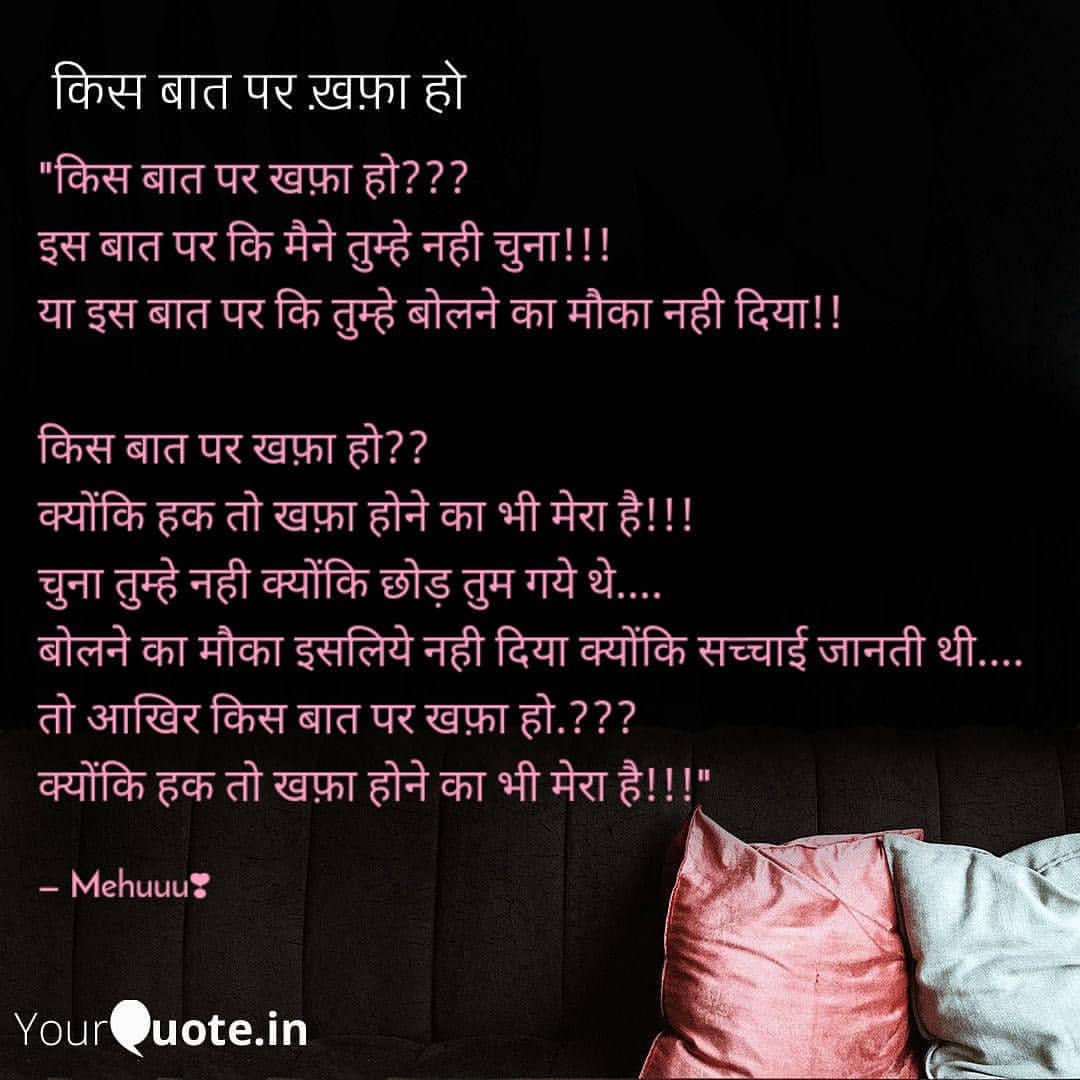 किस बात पर ख़फ़ा हो
"किस बात पर खफ़ा हो???
इस बात पर कि मैने तुम्हे नही चुना!!!
या इस बात पर कि तुम्हे बोलने का मौका नही दिया!!
किस बात पर खफ़ा हो??
क्योंकि हक तो खफ़ा होने का भी मेरा है!!!
चुना तुम्हे नही क्योंकि छोड़ तुम गये थे....
बोलने का मौका इसलिये नही दिया क्योंकि सच्चाई जानती थी....
तो आखिर किस बात पर खफ़ा हो.???
क्योंकि हक तो खफ़ा होने का भी मेरा है!!!"
– Mehuuu❣
YourQuote.in